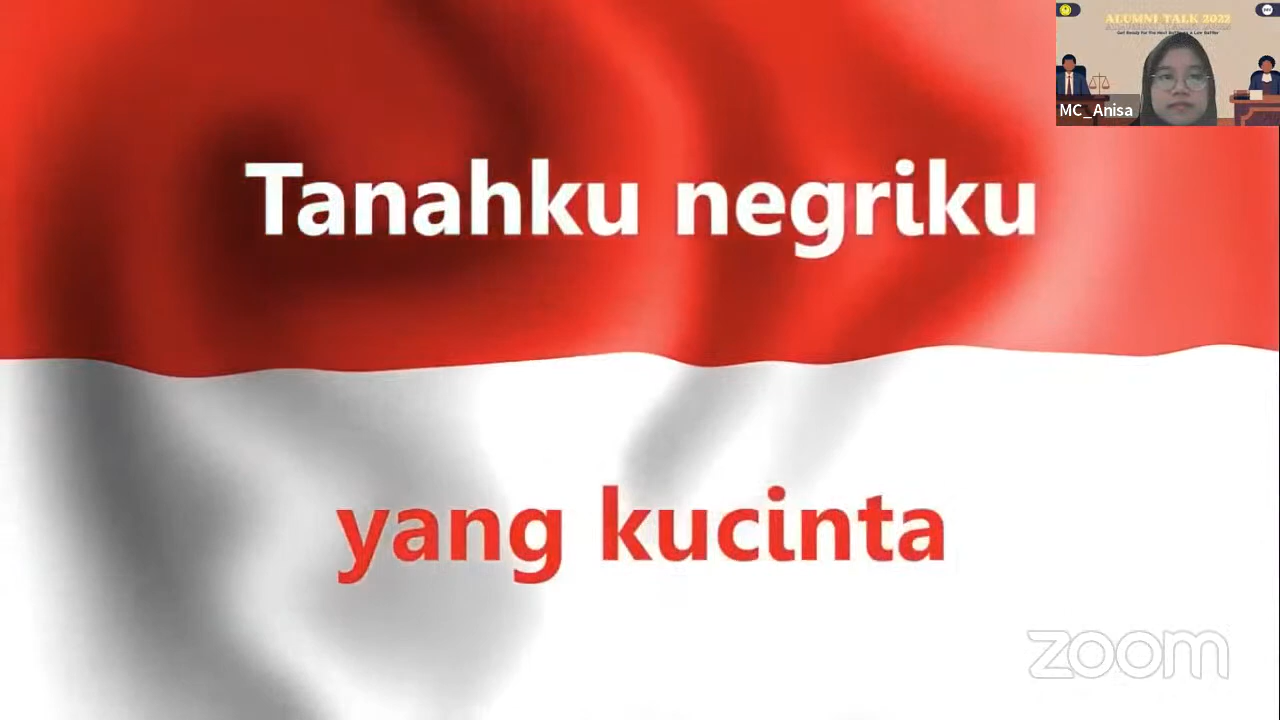 ALUMNI TALK 2022
MC_Anisa
Tanahku negriku
yang kucinta
zoom